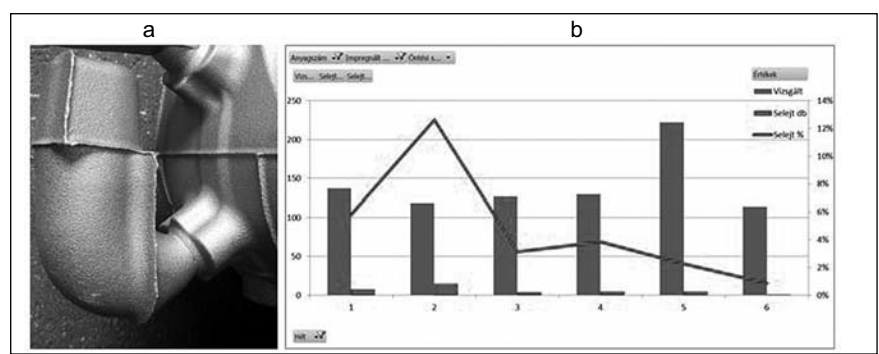 a
b
Anyagszám Impregnált ... Öntési s...
Vizs... Selejt... Selejt...
Értékek
Vizsgált
Selejt db
Selejt %
250
200
150
100
50
0
14%
12%
10%
8%
6%
4%
2%
0%
1 2 3 4 5 6
Hét